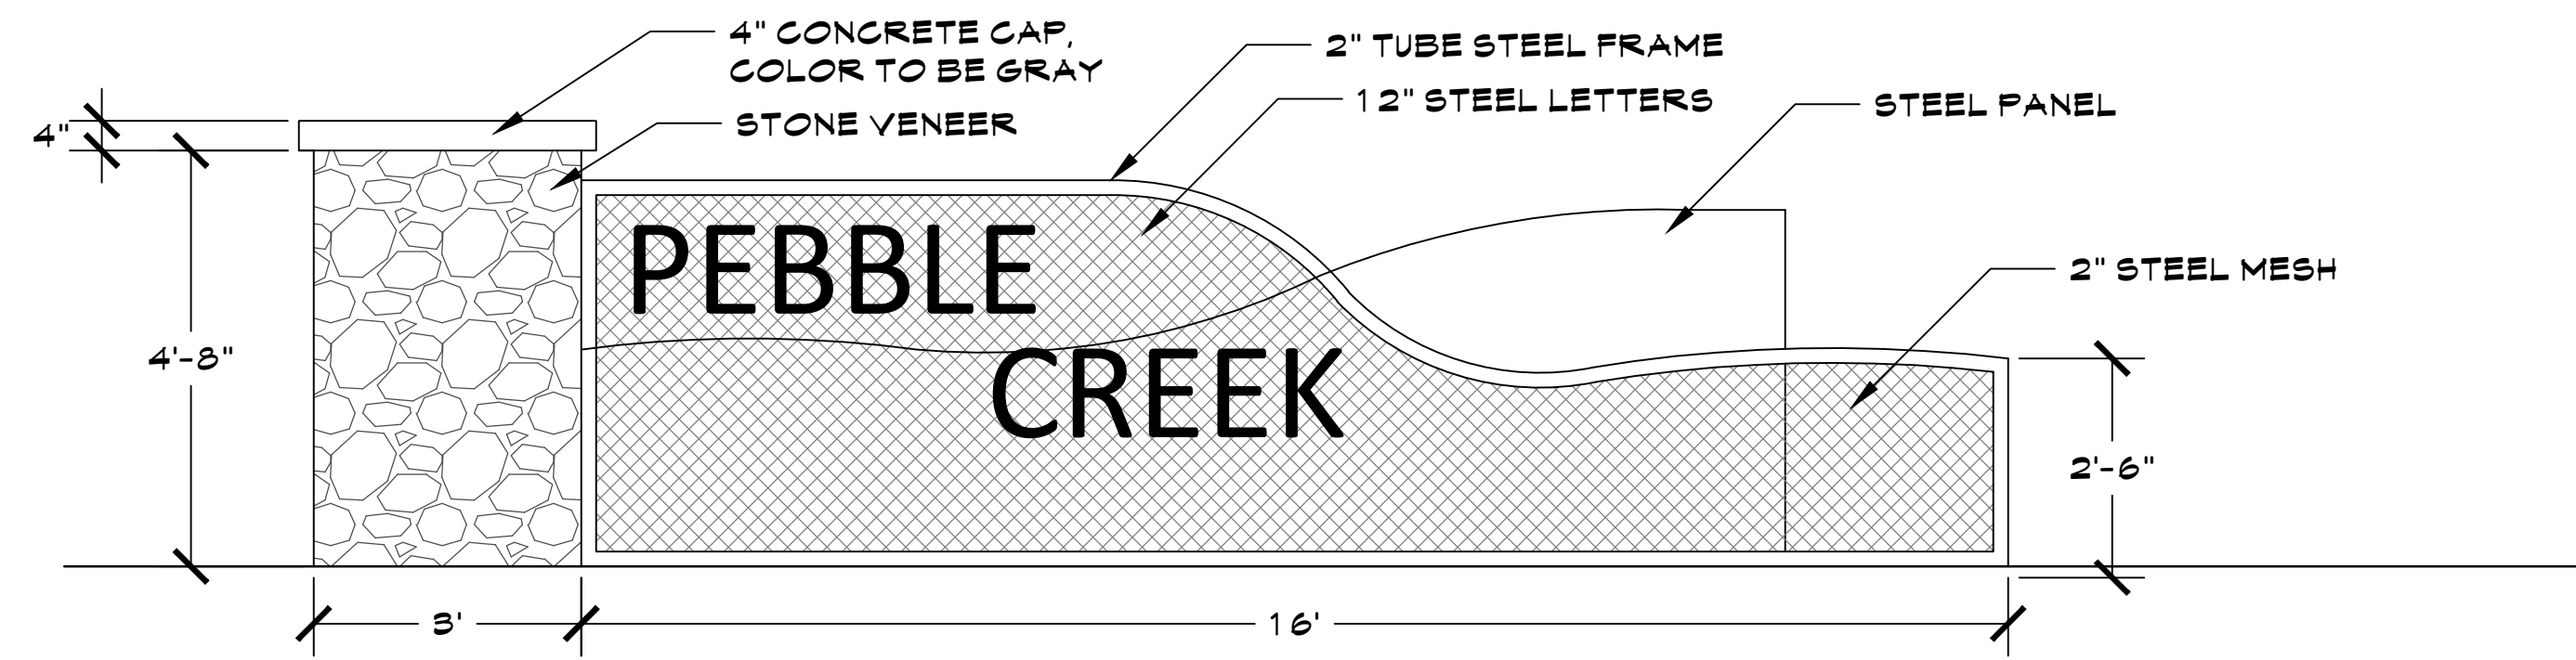 4" CONCRETE CAP,
COLOR TO BE GRAY
STONE VENEER
2" TUBE STEEL FRAME
12" STEEL LETTERS
STEEL PANEL
2" STEEL MESH
4"
4'-8"
PEBBLE
CREEK
2'-6"
3'
16'